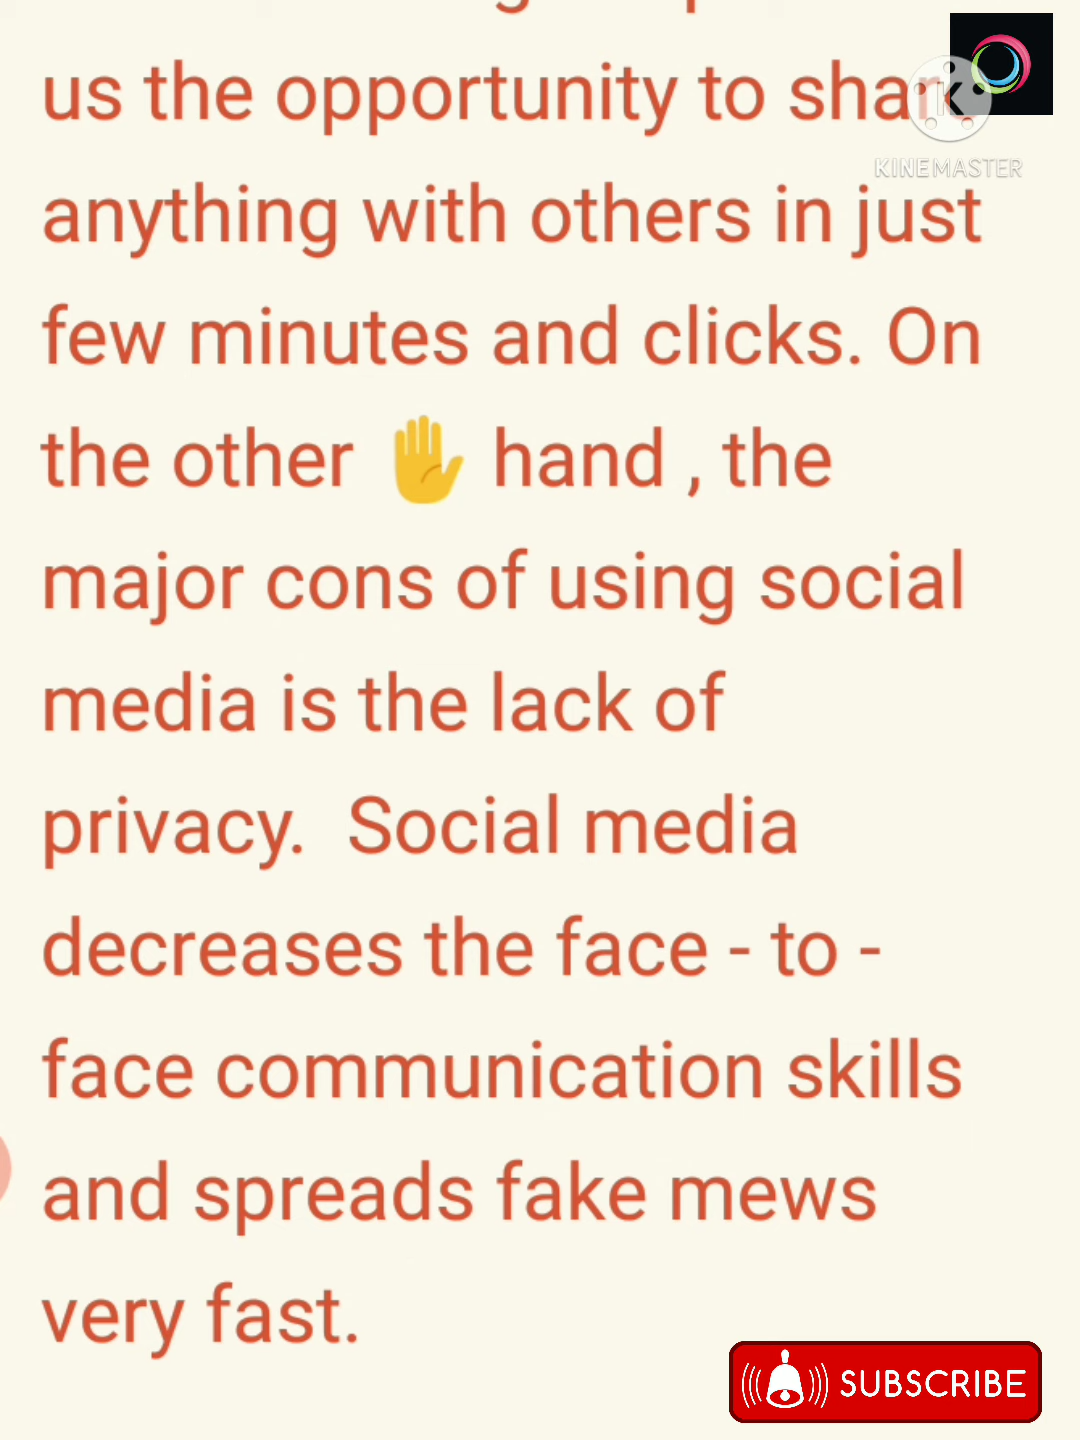 us the opportunity to share
anything with others in just
few minutes and clicks. On
the other ✋ hand , the
major cons of using social
media is the lack of
privacy.  Social media
decreases the face - to -
face communication skills
and spreads fake mews
very fast.
KINEMASTER
SUBSCRIBE